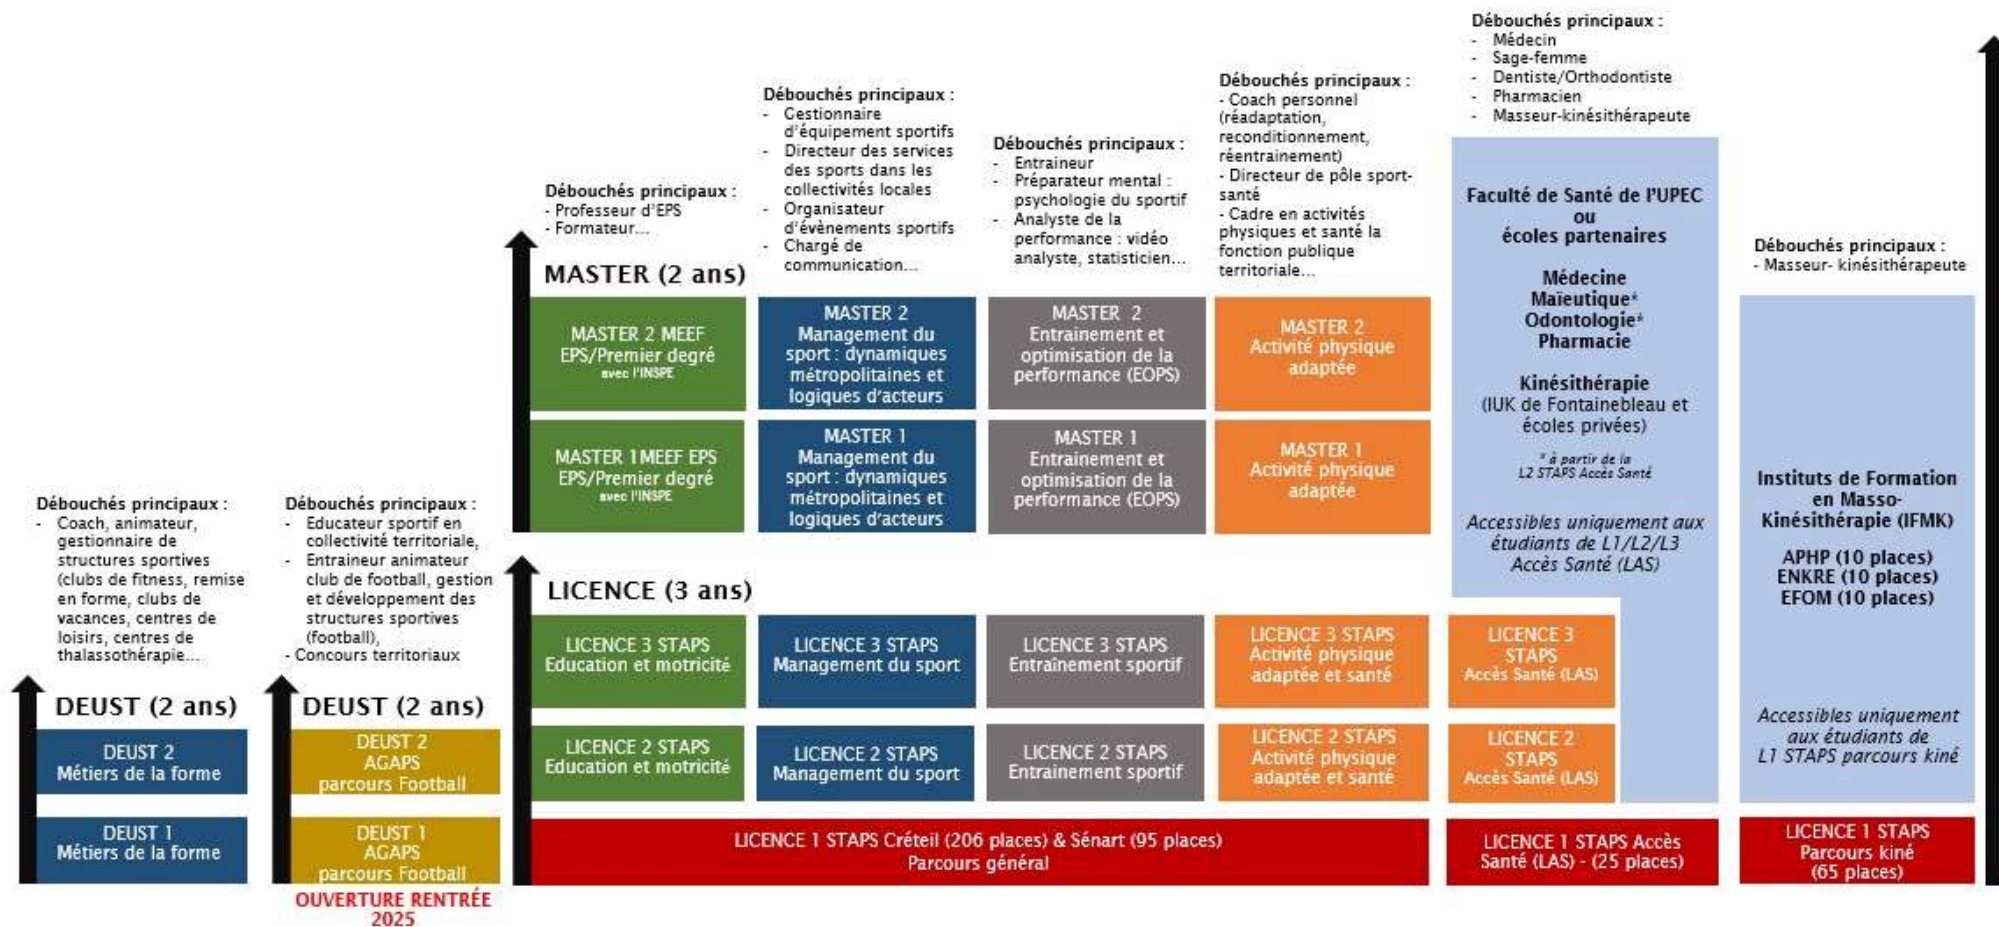 Débouchés principaux :
- Coach, animateur,
gestionnaire de
structures sportives
(clubs de fitness, remise
en forme, clubs de
vacances, centres de
loisirs, centres de
thalassothérapie...
DEUST (2 ans)
DEUST 2
Métiers de la forme
DEUST 1
Métiers de la forme
Débouchés principaux :
- Educateur sportif en
collectivité territoriale,
- Entraineur animateur
club de football, gestion
et développement des
structures sportives
(football),
- Concours territoriaux
DEUST (2 ans)
DEUST 2
AGAPS
parcours Football
DEUST 1
AGAPS
parcours Football
OUVERTURE RENTRÉE
2025
Débouchés principaux :
- Professeur d'EPS
- Formateur...
Débouchés principaux :
- Gestionnaire
d'équipement sportifs
- Directeur des services
des sports dans les
collectivités locales
- Organisateur
d'évènements sportifs
- Chargé de
communication...
Débouchés principaux :
- Entraineur
- Préparateur mental :
psychologie du sportif
- Analyste de la
performance : vidéo
analyste, statisticien...
Débouchés principaux :
- Coach personnel
(réadaptation,
reconditionnement,
réentrainement)
- Directeur de pôle sport-
santé
- Cadre en activités
physiques et santé la
fonction publique
territoriale...
MASTER (2 ans)
MASTER 2 MEEF
EPS/Premier degré
avec l'INSPE
MASTER 2
Management du
sport : dynamiques
métropolitaines et
logiques d'acteurs
MASTER 2
Entrainement et
optimisation de la
performance (EOPS)
MASTER 2
Activité physique
adaptée
MASTER 1MEEF EPS
EPS/Premier degré
avec l'INSPE
MASTER 1
Management du
sport : dynamiques
métropolitaines et
logiques d'acteurs
MASTER 1
Entrainement et
optimisation de la
performance (EOPS)
MASTER 1
Activité physique
adaptée
LICENCE (3 ans)
LICENCE 3 STAPS
Education et motricité
LICENCE 3 STAPS
Management du sport
LICENCE 3 STAPS
Entraînement sportif
LICENCE 3 STAPS
Activité physique
adaptée et santé
LICENCE 3
STAPS
Accès Santé (LAS)
LICENCE 2 STAPS
Education et motricité
LICENCE 2 STAPS
Management du sport
LICENCE 2 STAPS
Entrainement sportif
LICENCE 2 STAPS
Activité physique
adaptée et santé
LICENCE 2
STAPS
Accès Santé (LAS)
LICENCE 1 STAPS Créteil (206 places) & Sénart (95 places)
Parcours général
LICENCE 1 STAPS Accès
Santé (LAS) - (25 places)
LICENCE 1 STAPS
Parcours kiné
(65 places)
Débouchés principaux :
- Médecin
- Sage-femme
- Dentiste/Orthodontiste
- Pharmacien
- Masseur-kinésithérapeute
Faculté de Santé de l'UPEC
ou
écoles partenaires
Médecine
Maïeutique*
Odontologie*
Pharmacie
Kinésithérapie
(IUK de Fontainebleau et
écoles privées)
* à partir de la
L2 STAPS Accès Santé
Accessibles uniquement aux
étudiants de L1/L2/L3
Accès Santé (LAS)
Débouchés principaux :
- Masseur- kinésithérapeute
Instituts de Formation
en Masso-
Kinésithérapie (IFMK)
APHP (10 places)
ENKRE (10 places)
EFOM (10 places)
Accessibles uniquement
aux étudiants de
L1 STAPS parcours kiné